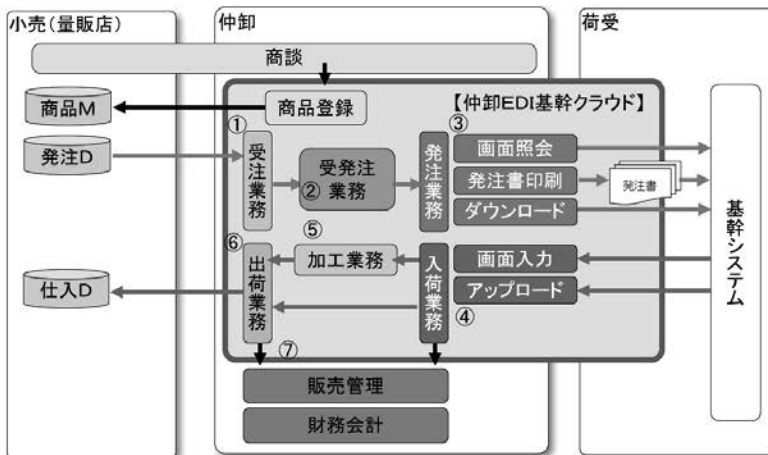 小売(量販店)
仲卸
荷受
商談
商品M
商品登録
【仲卸EDI基幹クラウド】
①
③
発注D
受注業務
②
受発注
業務
発注業務
画面照会
発注書印刷
発注書
ダウンロード
基幹システム
⑥
⑤
仕入D
出荷業務
加工業務
入荷業務
画面入力
アップロード
④
⑦
販売管理
財務会計